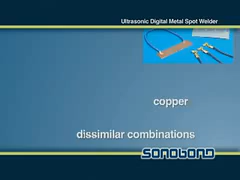 Ultrasonic Digital Metal Spot Welder
copper
dissimilar combinations
SONOBOND